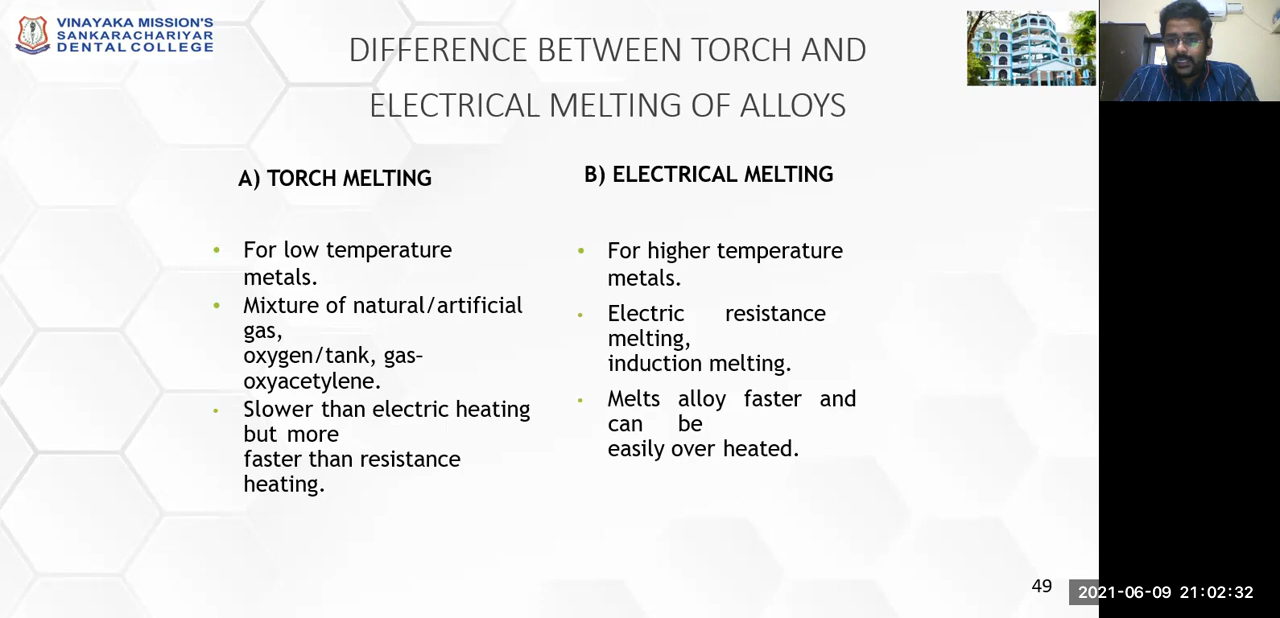 VINAYAKA MISSION'S
SANKARACHARIYAR
DENTAL COLLEGE
DIFFERENCE BETWEEN TORCH AND
ELECTRICAL MELTING OF ALLOYS
A) TORCH MELTING
• For low temperature
metals.
• Mixture of natural/artificial
gas,
oxygen/tank, gas–
oxyacetylene.
• Slower than electric heating
but more
faster than resistance
heating.
B) ELECTRICAL MELTING
• For higher temperature
metals.
• Electric resistance
melting,
induction melting.
• Melts alloy faster and
can be
easily over heated.
49
2021-06-09 21:02:32